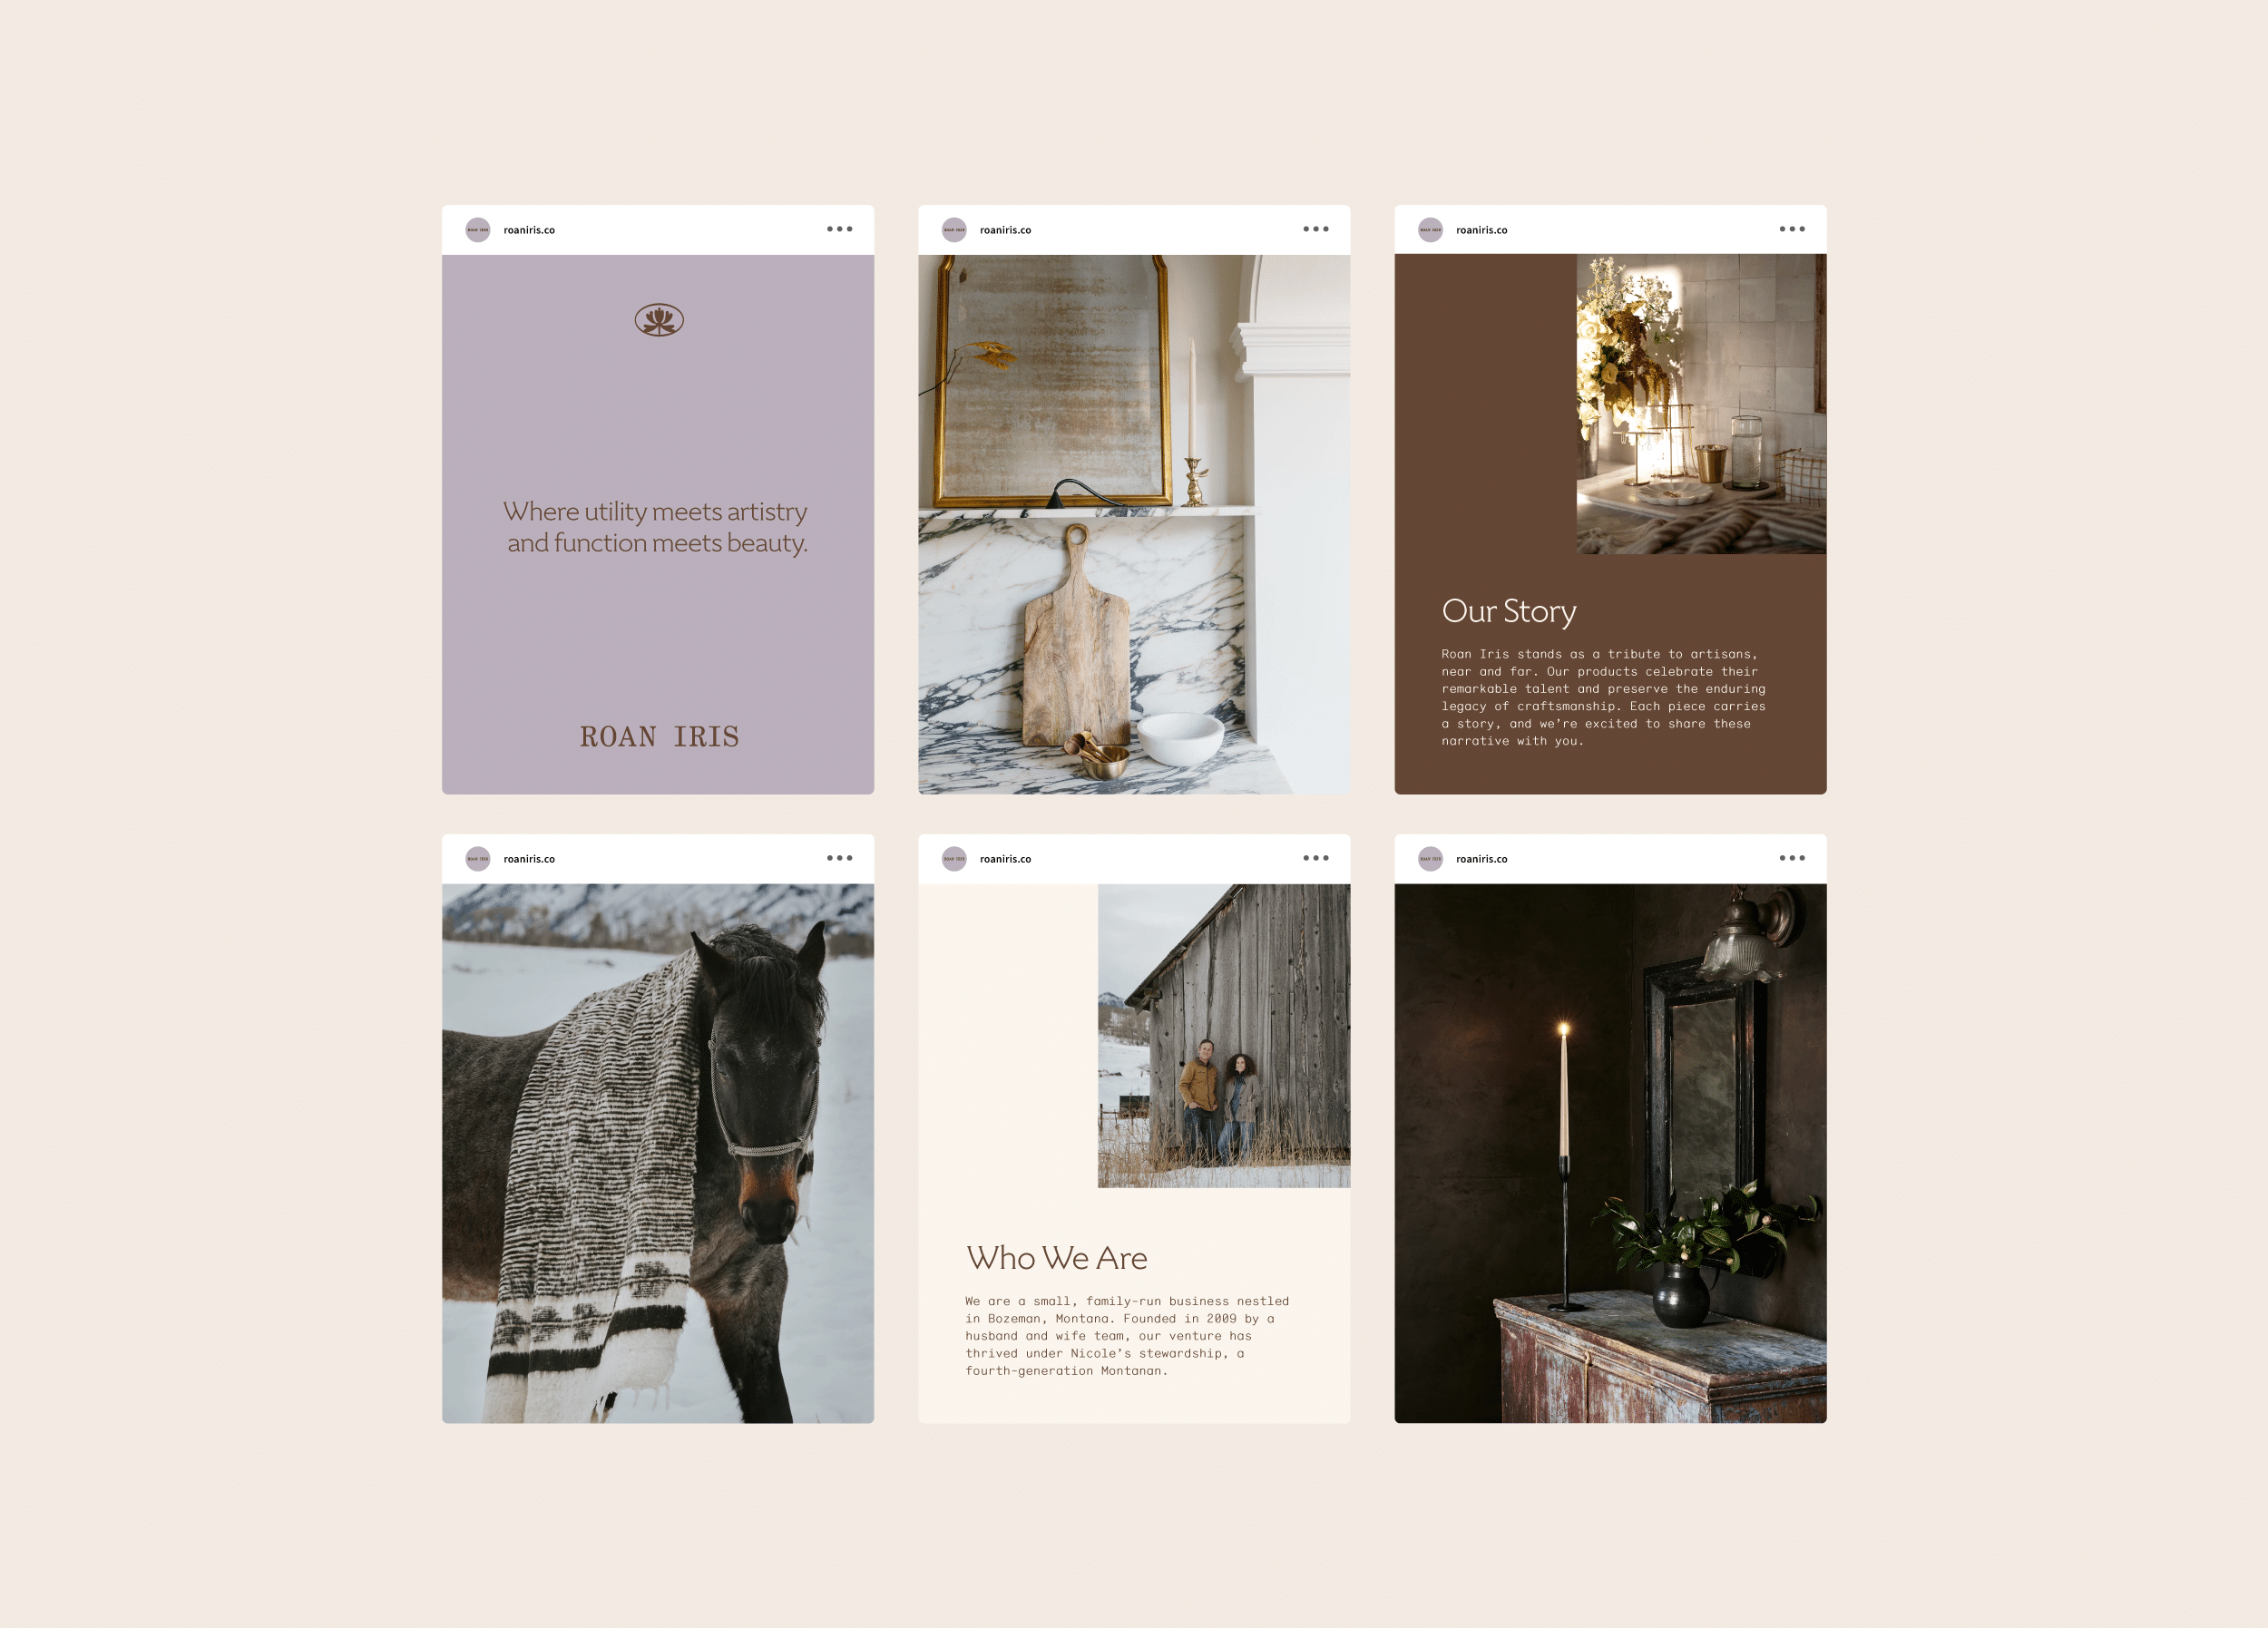 roaniris.co
Where utility meets artistry
and function meets beauty.
ROAN IRIS
roaniris.co
roaniris.co
Our Story
Roan Iris stands as a tribute to artisans,
near and far. Our products celebrate their
remarkable talent and preserve the enduring
legacy of craftsmanship. Each piece carries
a story, and we’re excited to share these
narrative with you.
roaniris.co
roaniris.co
Who We Are
We are a small, family-run business nestled
in Bozeman, Montana. Founded in 2009 by a
husband and wife team, our venture has
thrived under Nicole’s stewardship, a
fourth-generation Montanan.
roaniris.co